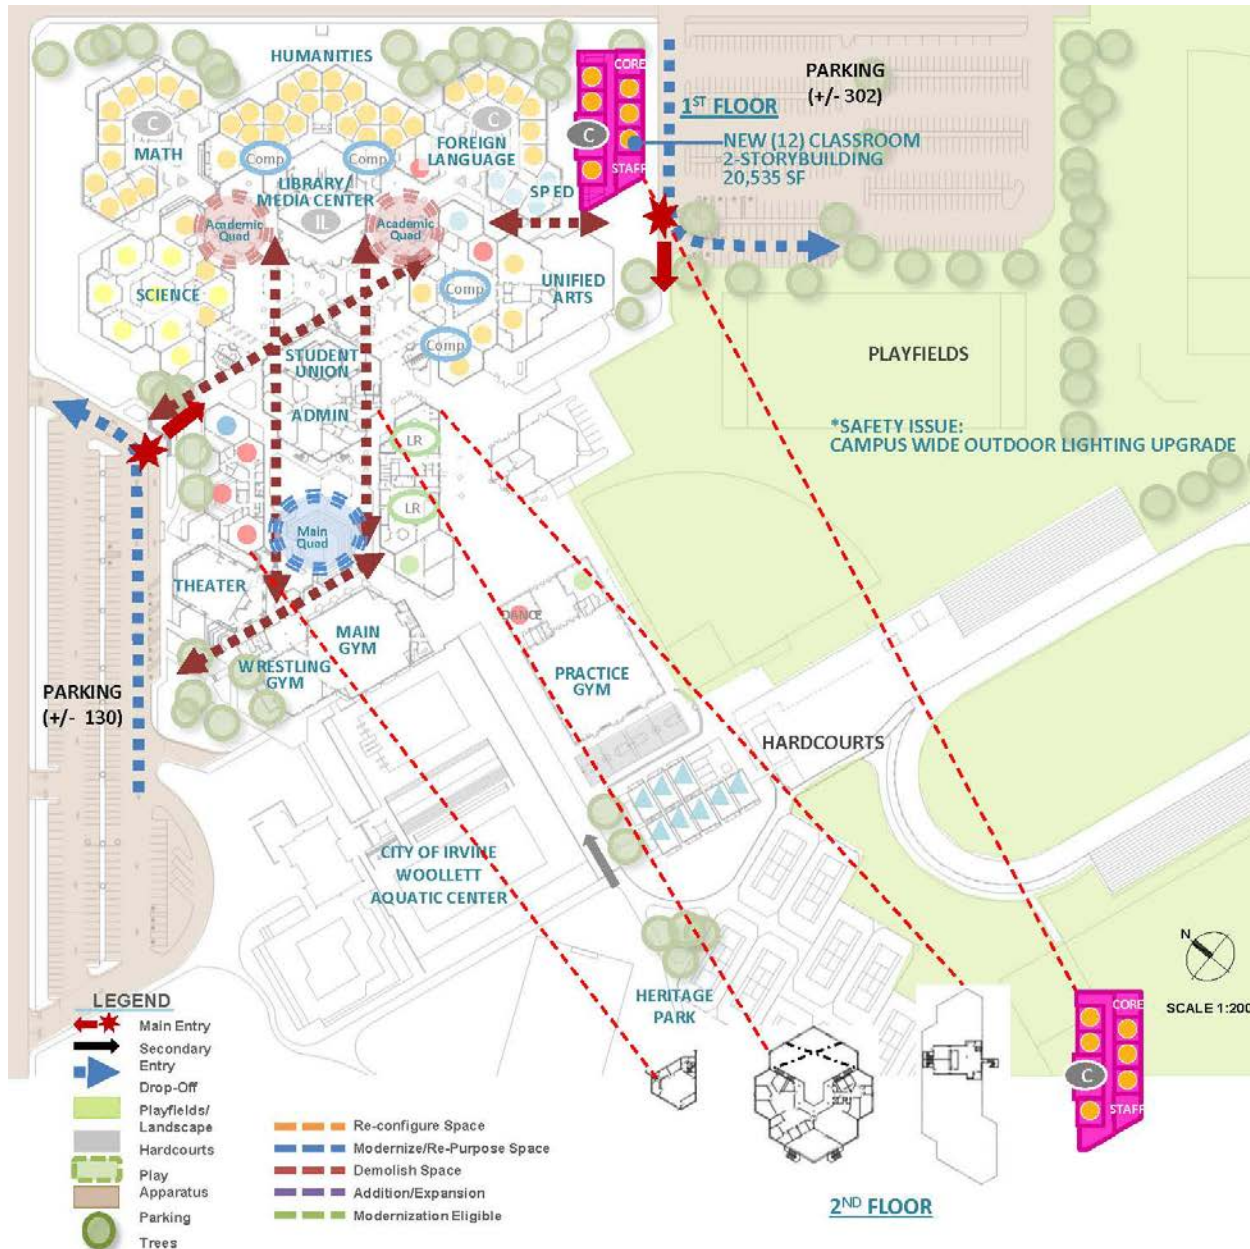 HUMANITIES
CORE
PARKING
(+/- 302)
1ST FLOOR
C
C
C
MATH
FOREIGN
LANGUAGE
NEW (12) CLASSROOM
2-STORYBUILDING
20,535 SF
Comp
Comp
STAFF
LIBRARY/
MEDIA CENTER
SP ED
Academic
Quad
IL
Academic
Quad
SCIENCE
Comp
UNIFIED
ARTS
Comp
STUDENT
UNION
PLAYFIELDS
ADMIN
*SAFETY ISSUE:
CAMPUS WIDE OUTDOOR LIGHTING UPGRADE
LR
LR
Main
Quad
THEATER
DANCE
MAIN
GYM
WRESTLING
GYM
PRACTICE
GYM
PARKING
(+/- 130)
HARDCOURTS
CITY OF IRVINE
WOOLLETT
AQUATIC CENTER
N
HERITAGE
PARK
SCALE 1:200
CORE
C
STAFF
LEGEND
Main Entry
Secondary
Entry
Drop-Off
Playfields/
Landscape
Hardcourts
Play
Apparatus
Parking
Trees
Re-configure Space
Modernize/Re-Purpose Space
Demolish Space
Addition/Expansion
Modernization Eligible
2ND FLOOR